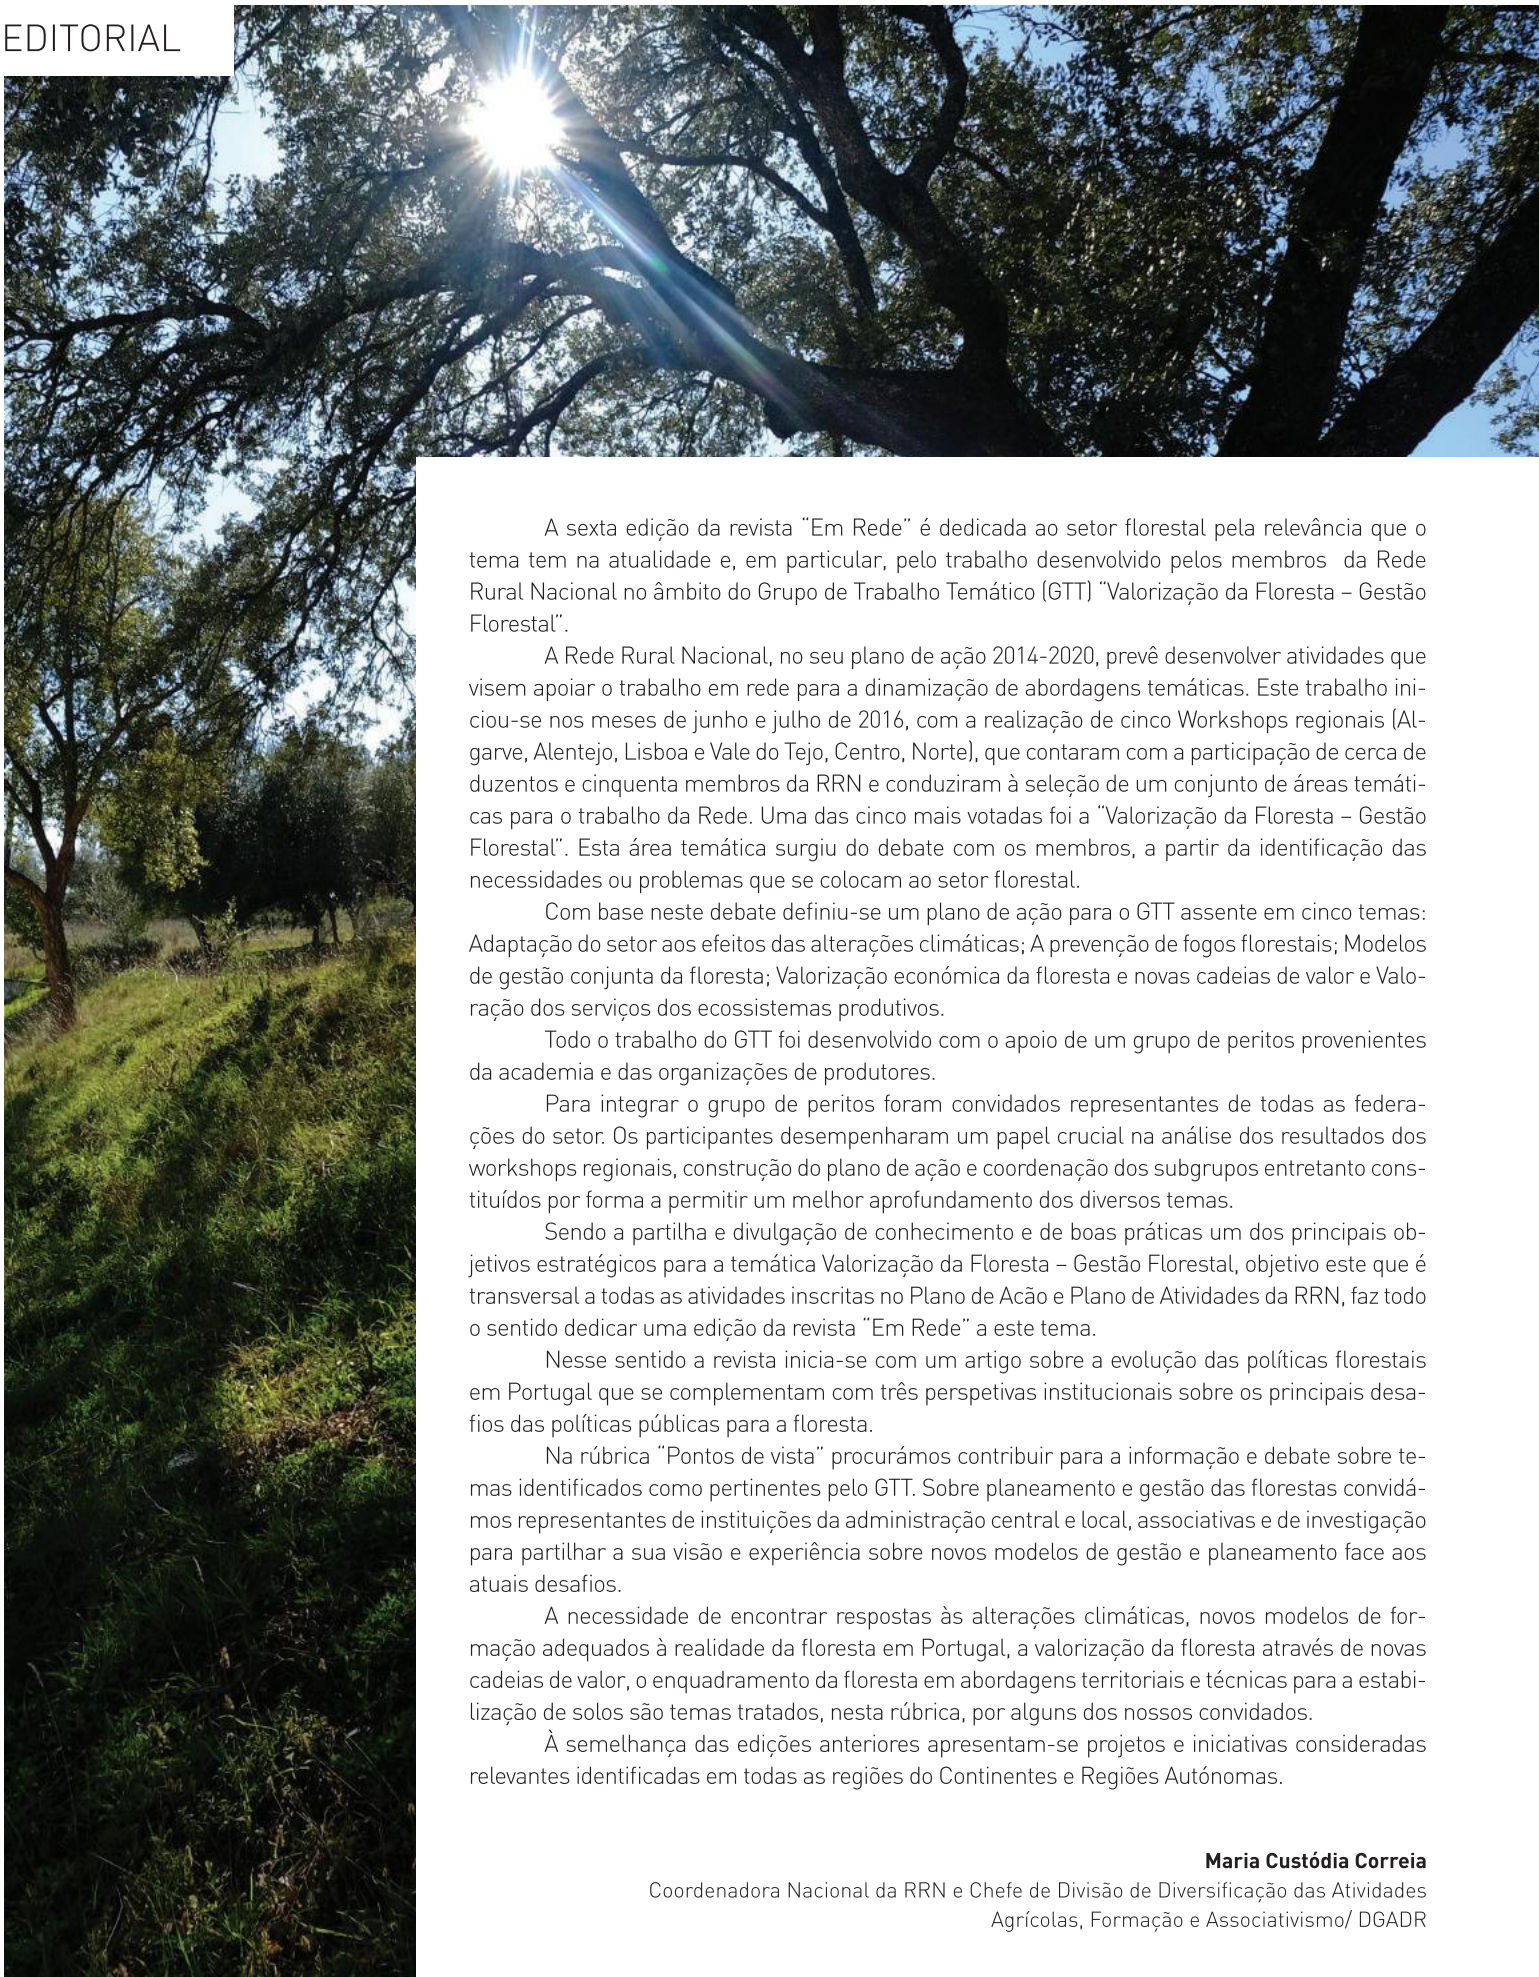 EDITORIAL
A sexta edição da revista “Em Rede” é dedicada ao setor florestal pela relevância que o
tema tem na atualidade e, em particular, pelo trabalho desenvolvido pelos membros da Rede
Rural Nacional no âmbito do Grupo de Trabalho Temático (GTT) “Valorização da Floresta – Gestão
Florestal”.
A Rede Rural Nacional, no seu plano de ação 2014-2020, prevê desenvolver atividades que
visem apoiar o trabalho em rede para a dinamização de abordagens temáticas. Este trabalho ini-
ciou-se nos meses de junho e julho de 2016, com a realização de cinco Workshops regionais (Al-
garve, Alentejo, Lisboa e Vale do Tejo, Centro, Norte), que contaram com a participação de cerca de
duzentos e cinquenta membros da RRN e conduziram à seleção de um conjunto de áreas temáti-
cas para o trabalho da Rede. Uma das cinco mais votadas foi a “Valorização da Floresta – Gestão
Florestal”. Esta área temática surgiu do debate com os membros, a partir da identificação das
necessidades ou problemas que se colocam ao setor florestal.
Com base neste debate definiu-se um plano de ação para o GTT assente em cinco temas:
Adaptação do setor aos efeitos das alterações climáticas; A prevenção de fogos florestais; Modelos
de gestão conjunta da floresta; Valorização económica da floresta e novas cadeias de valor e Valo-
ração dos serviços dos ecossistemas produtivos.
Todo o trabalho do GTT foi desenvolvido com o apoio de um grupo de peritos provenientes
da academia e das organizações de produtores.
Para integrar o grupo de peritos foram convidados representantes de todas as federa-
ções do setor. Os participantes desempenharam um papel crucial na análise dos resultados dos
workshops regionais, construção do plano de ação e coordenação dos subgrupos entretanto cons-
tituídos por forma a permitir um melhor aprofundamento dos diversos temas.
Sendo a partilha e divulgação de conhecimento e de boas práticas um dos principais ob-
jetivos estratégicos para a temática Valorização da Floresta – Gestão Florestal, objetivo este que é
transversal a todas as atividades inscritas no Plano de Acão e Plano de Atividades da RRN, faz todo
o sentido dedicar uma edição da revista “Em Rede” a este tema.
Nesse sentido a revista inicia-se com um artigo sobre a evolução das políticas florestais
em Portugal que se complementam com três perspetivas institucionais sobre os principais desa-
fios das políticas públicas para a floresta.
Na rúbrica “Pontos de vista” procurámos contribuir para a informação e debate sobre te-
mas identificados como pertinentes pelo GTT. Sobre planeamento e gestão das florestas convidá-
mos representantes de instituições da administração central e local, associativas e de investigação
para partilhar a sua visão e experiência sobre novos modelos de gestão e planeamento face aos
atuais desafios.
A necessidade de encontrar respostas às alterações climáticas, novos modelos de for-
mação adequados à realidade da floresta em Portugal, a valorização da floresta através de novas
cadeias de valor, o enquadramento da floresta em abordagens territoriais e técnicas para a estabi-
lização de solos são temas tratados, nesta rúbrica, por alguns dos nossos convidados.
À semelhança das edições anteriores apresentam-se projetos e iniciativas consideradas
relevantes identificadas em todas as regiões do Continentes e Regiões Autónomas.
Maria Custódia Correia
Coordenadora Nacional da RRN e Chefe de Divisão de Diversificação das Atividades
Agrícolas, Formação e Associativismo/ DGADR